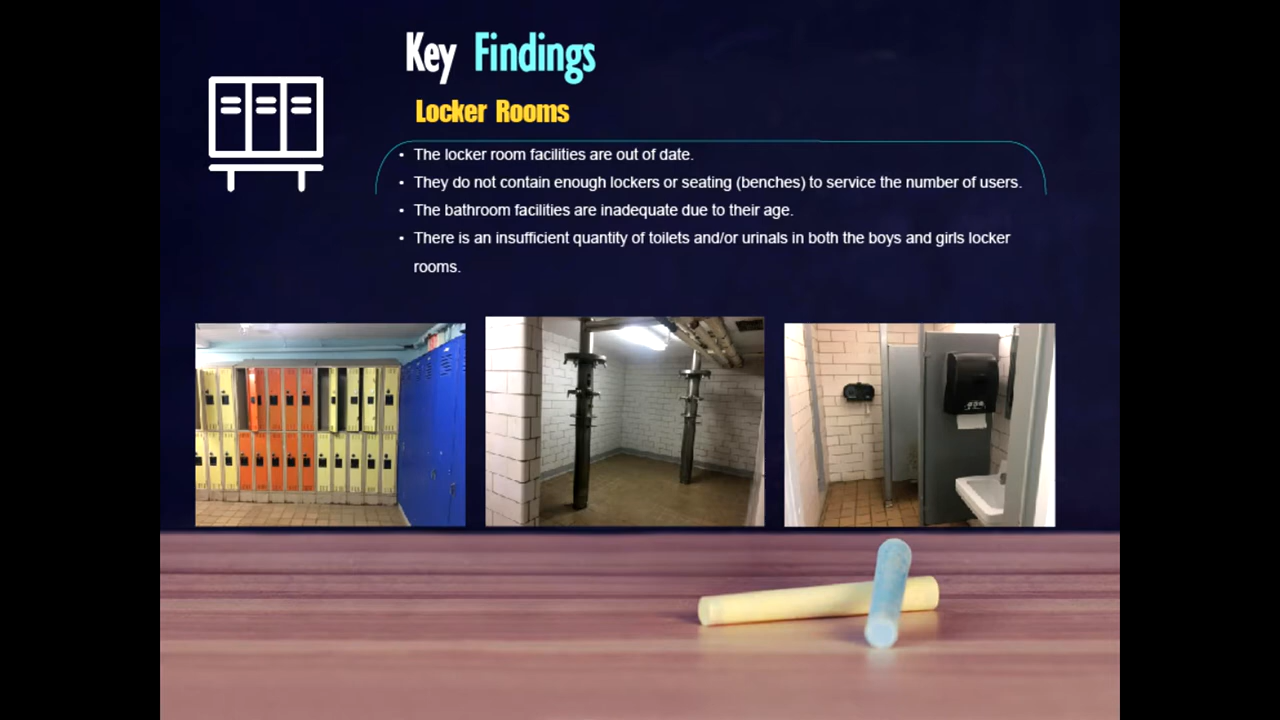 Key Findings
Locker Rooms
• The locker room facilities are out of date.
• They do not contain enough lockers or seating (benches) to service the number of users.
• The bathroom facilities are inadequate due to their age.
• There is an insufficient quantity of toilets and/or urinals in both the boys and girls locker
rooms.